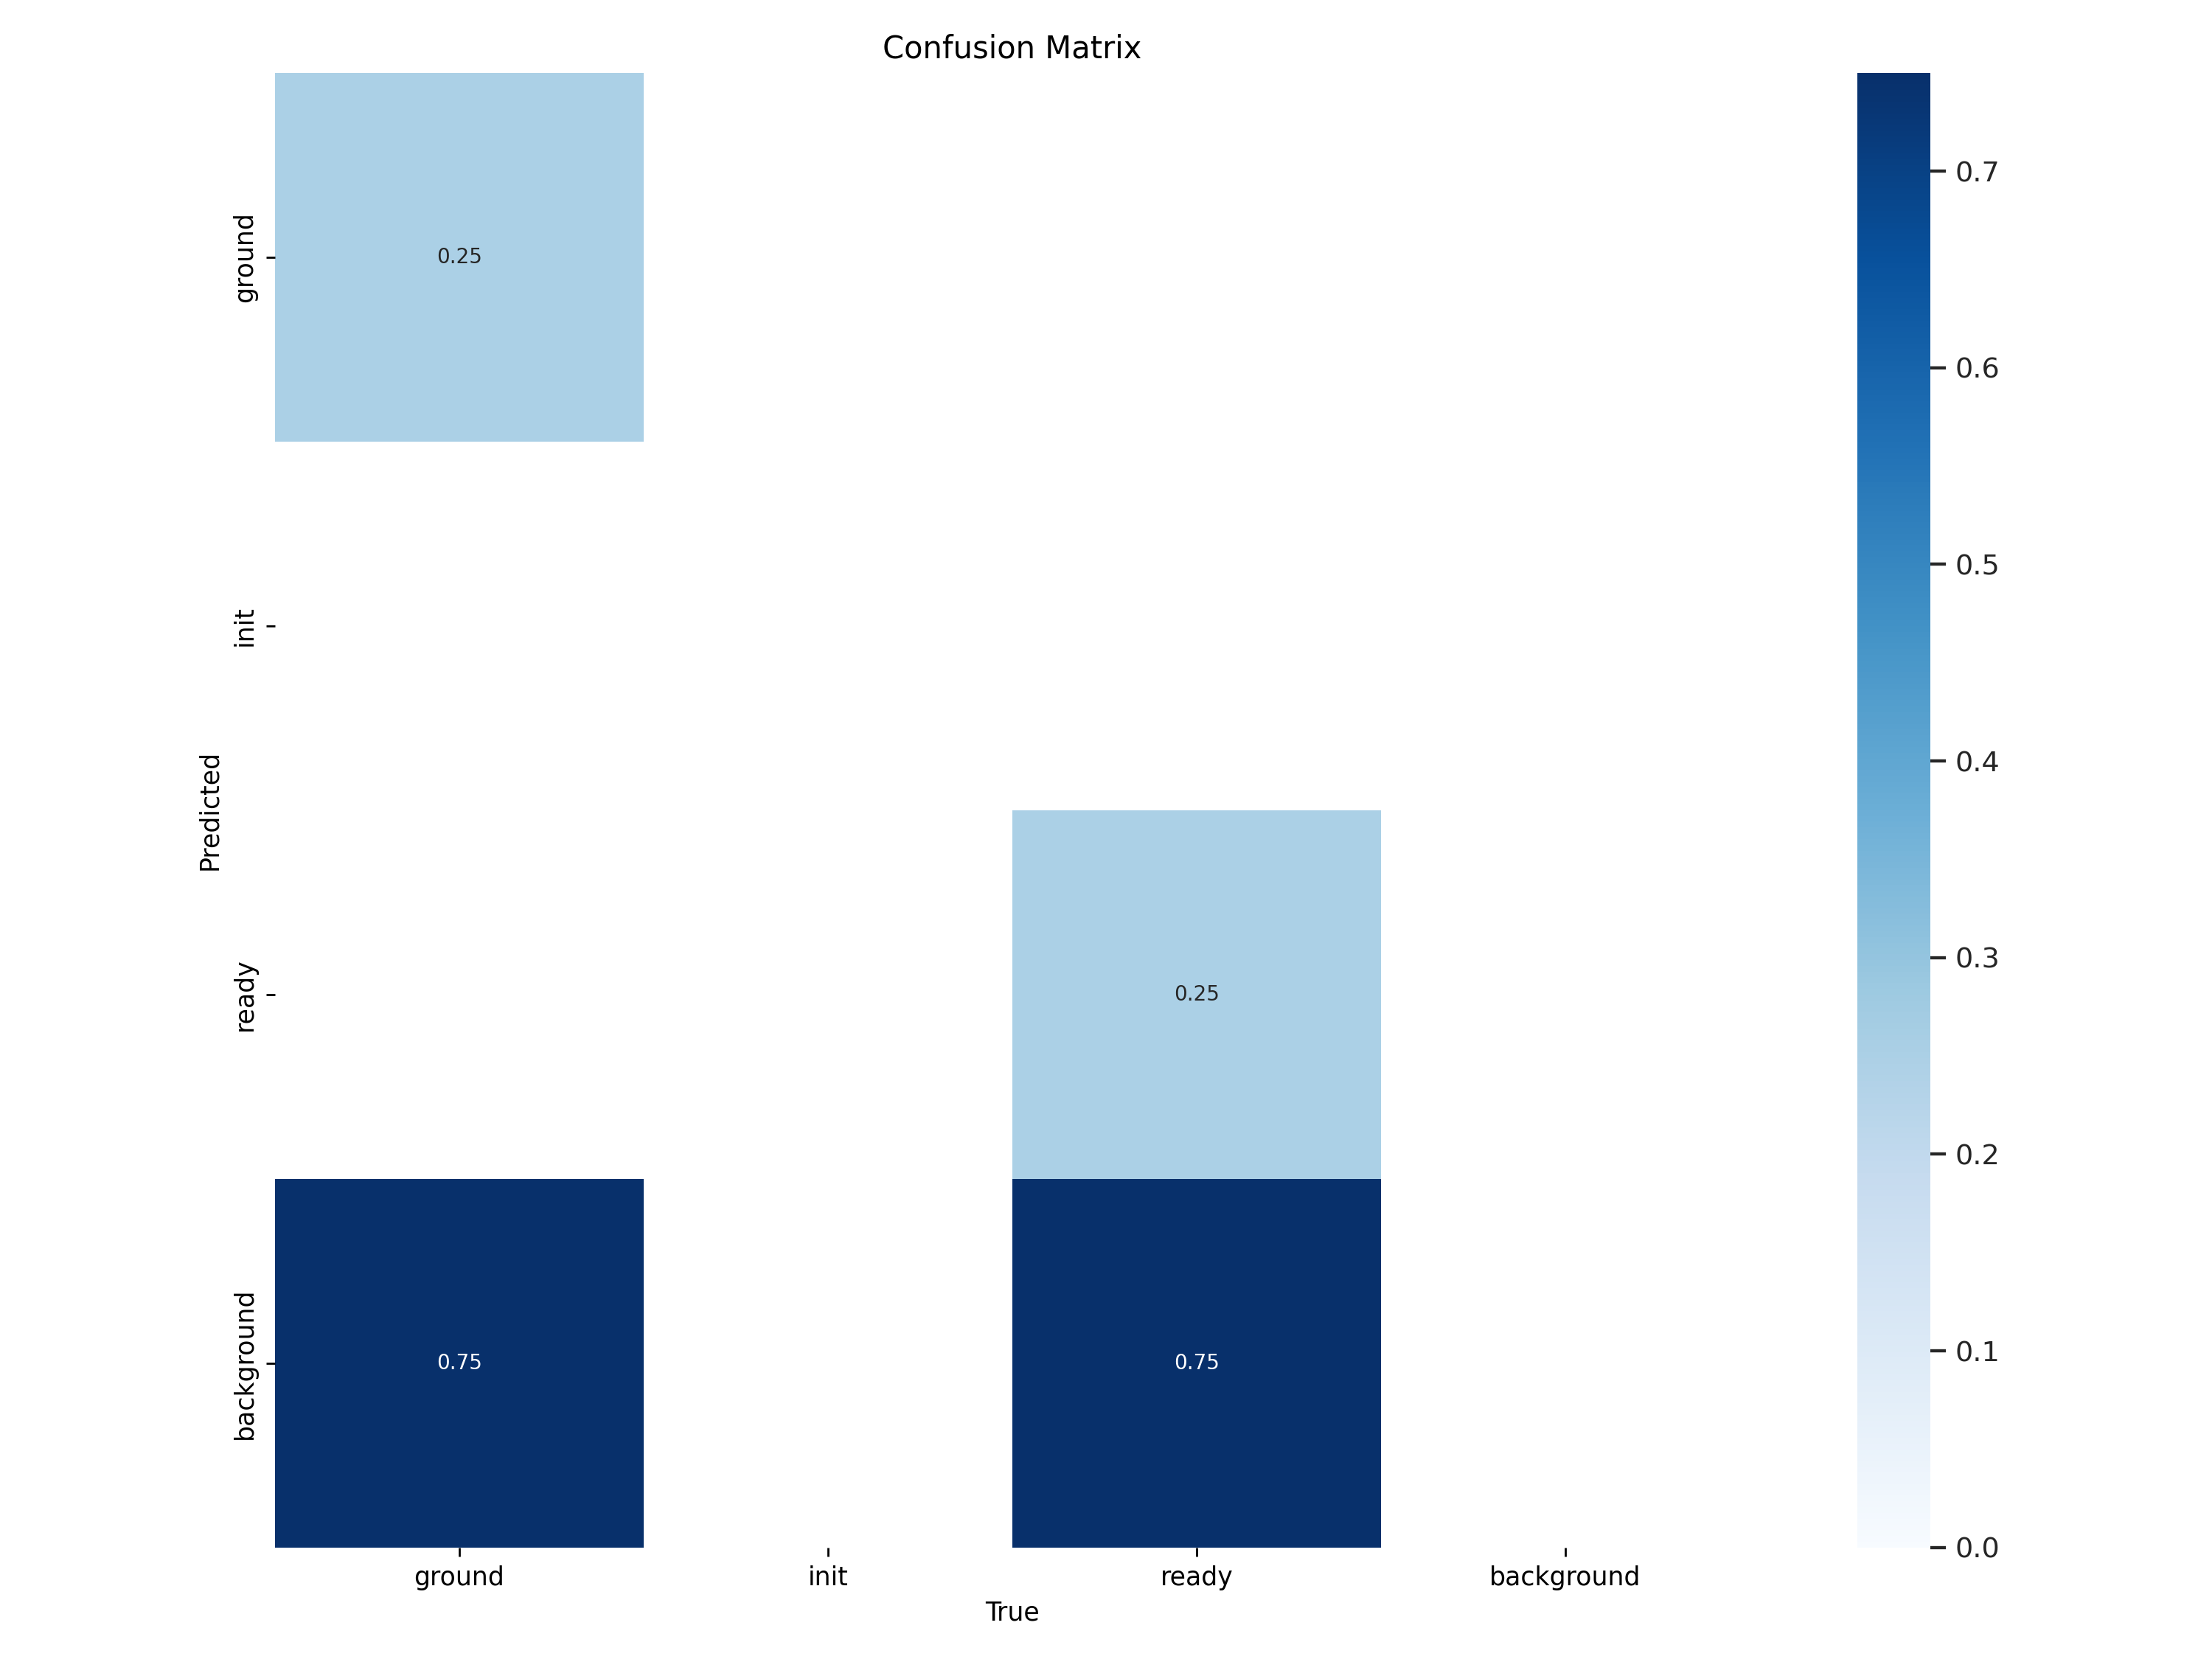 Confusion Matrix
ground
init
ready
background
Predicted
0.25
0.25
0.75
0.75
ground
init
ready
background
True
0.7
0.6
0.5
0.4
0.3
0.2
0.1
0.0